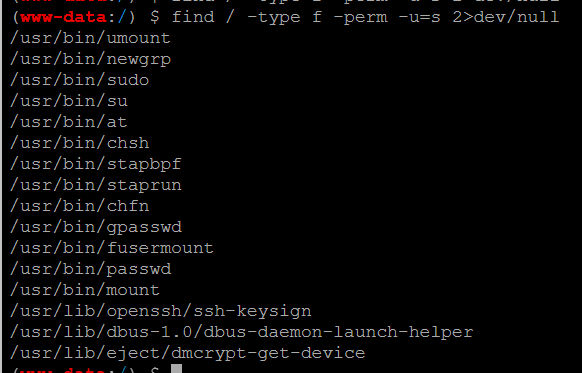 (www-data:/) $ find / -type f -perm -u=s 2>dev/null
/usr/bin/umount
/usr/bin/newgrp
/usr/bin/sudo
/usr/bin/su
/usr/bin/at
/usr/bin/chsh
/usr/bin/stapbpf
/usr/bin/staprun
/usr/bin/chfn
/usr/bin/gpasswd
/usr/bin/fusermount
/usr/bin/passwd
/usr/bin/mount
/usr/lib/openssh/ssh-keysign
/usr/lib/dbus-1.0/dbus-daemon-launch-helper
/usr/lib/eject/dmcrypt-get-device
(www-data:/) $